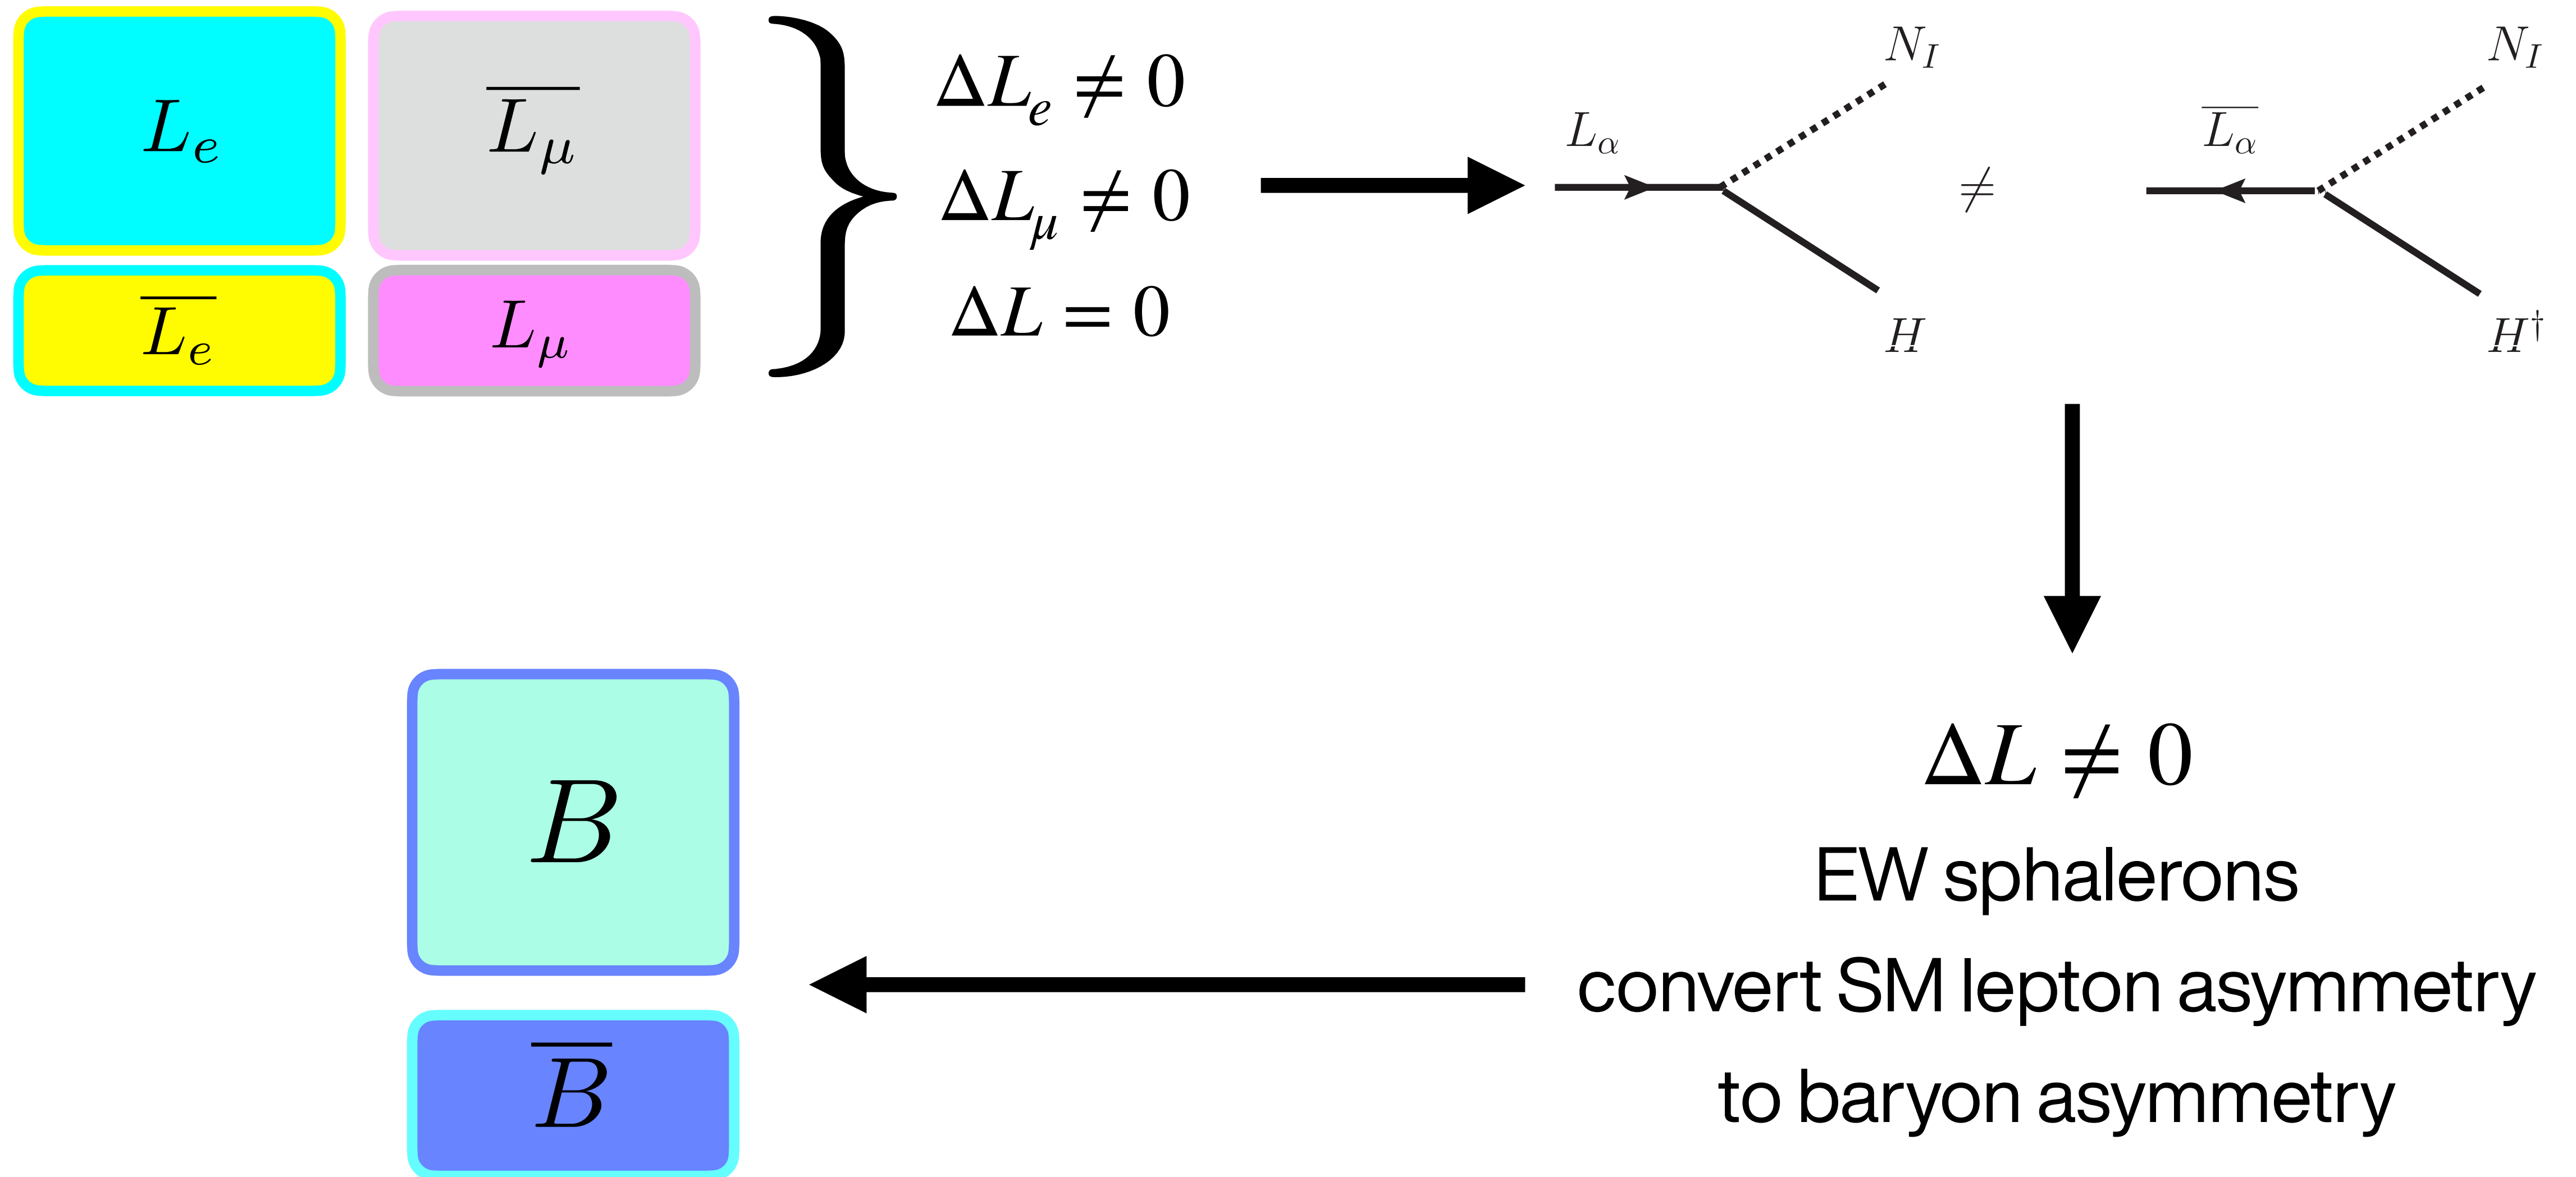 L_e
\overline{L_μ}
\overline{L_e}
L_μ
ΔL_e ≠ 0
ΔL_μ ≠ 0
ΔL = 0
L_α
N_I
H
≠
\overline{L_α}
N_I
H^†
ΔL ≠ 0
EW sphalerons
convert SM lepton asymmetry
to baryon asymmetry
B
\overline{B}